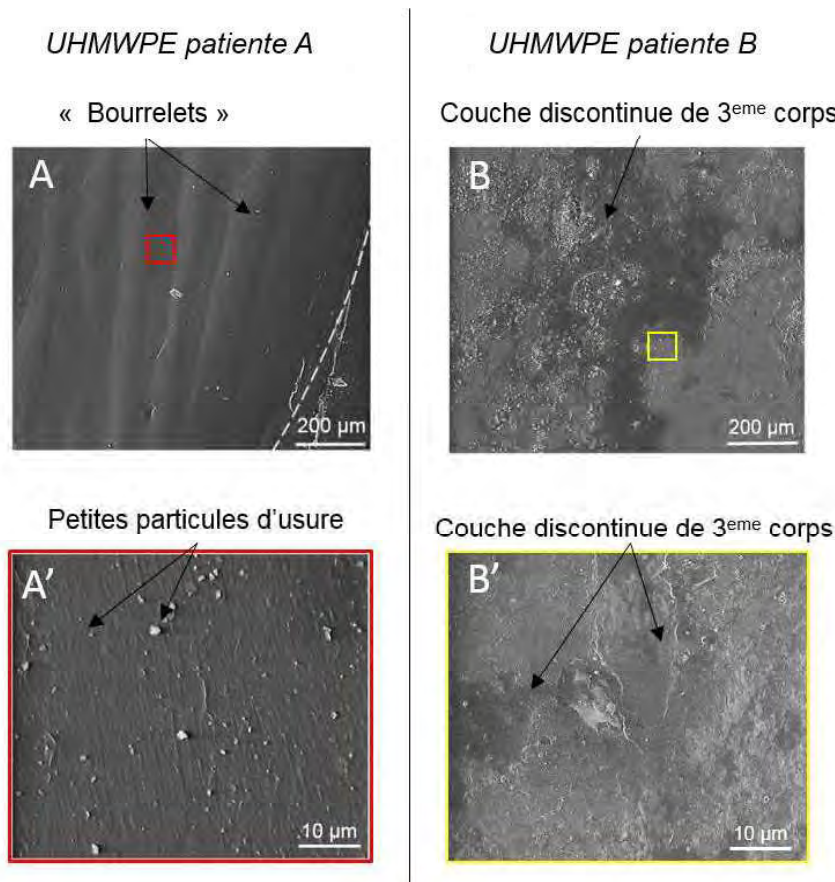 UHMWPE patiente A
« Bourrelets »
A
200 µm
Petites particules d'usure
A'
10 µm
UHMWPE patiente B
Couche discontinue de 3eme corps
B
200 µm
Couche discontinue de 3eme corps
B'
10 µm